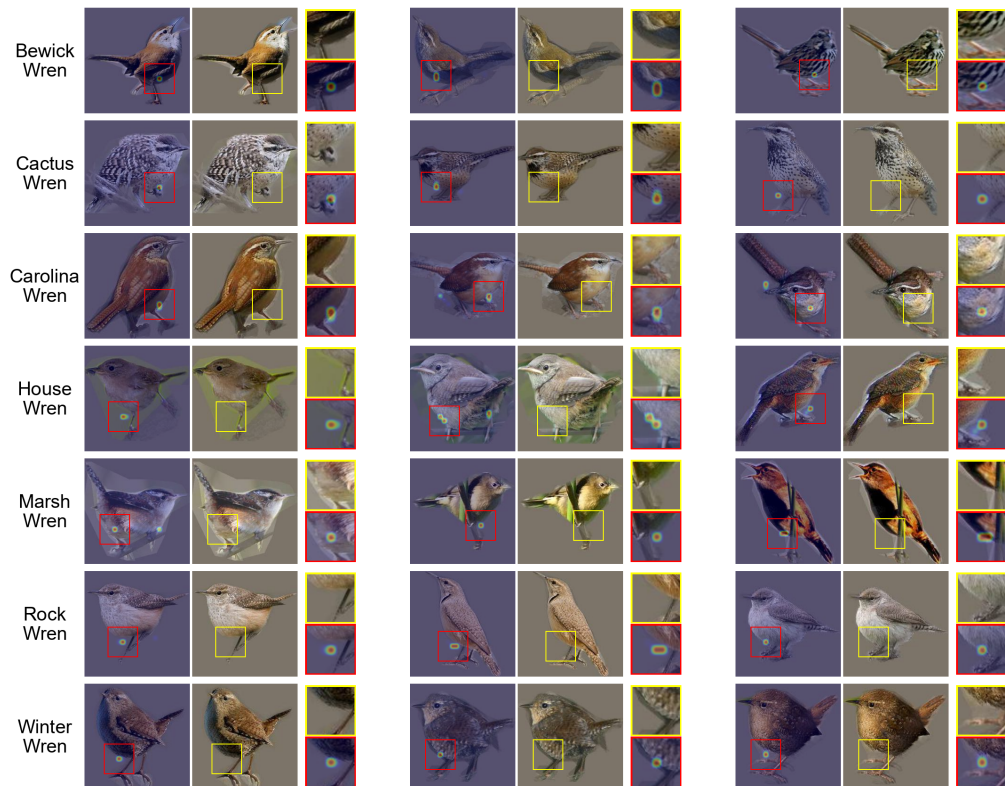 Bewick
Wren
Cactus
Wren
Carolina
Wren
House
Wren
Marsh
Wren
Rock
Wren
Winter
Wren